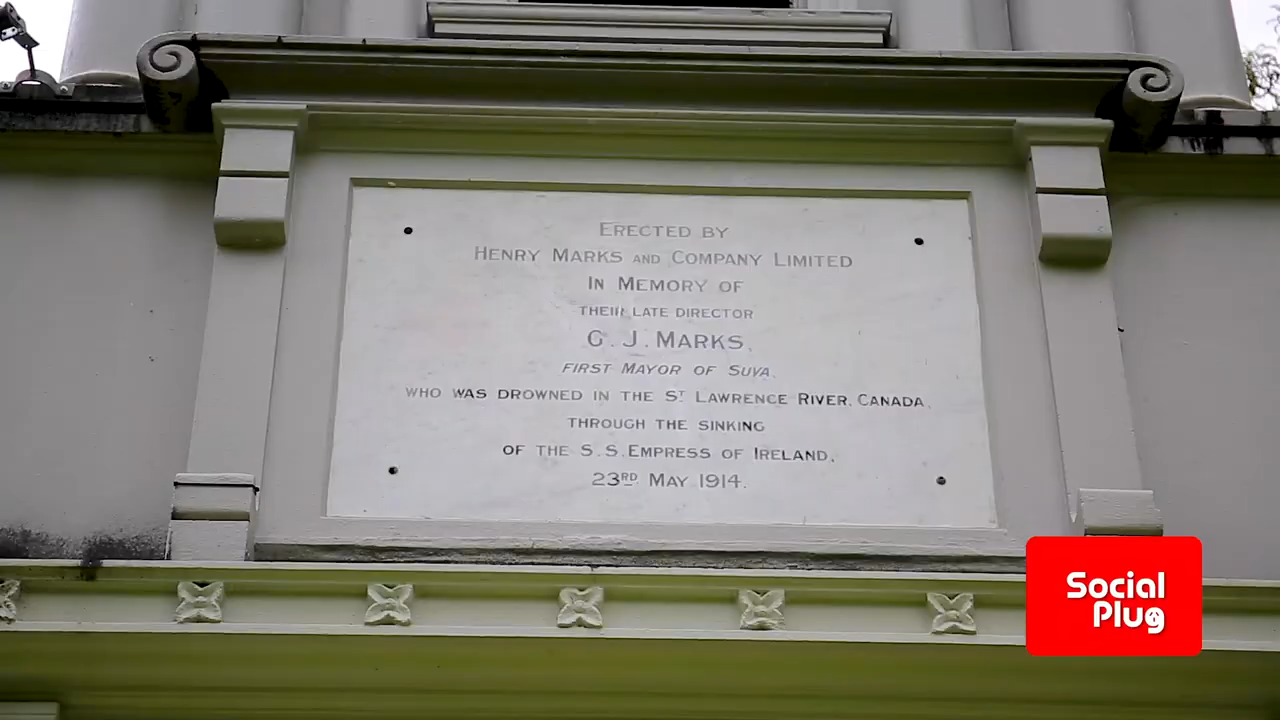 ERECTED BY
HENRY MARKS AND COMPANY LIMITED
IN MEMORY OF
THEIR LATE DIRECTOR
G. J. MARKS,
FIRST MAYOR OF SUVA,
WHO WAS DROWNED IN THE ST LAWRENCE RIVER, CANADA,
THROUGH THE SINKING
OF THE S.S. EMPRESS OF IRELAND,
23RD MAY 1914.
Social
Plug